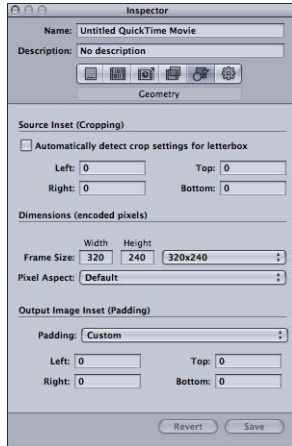 Inspector
Name: Untitled QuickTime Movie
Description: No description
Geometry
Source Inset (Cropping)
Automatically detect crop settings for letterbox
Left: 0 Top: 0
Right: 0 Bottom: 0
Dimensions (encoded pixels)
Width Height
Frame Size: 320 240 320x240
Pixel Aspect: Default
Output Image Inset (Padding)
Padding: Custom
Left: 0 Top: 0
Right: 0 Bottom: 0
Revert Save